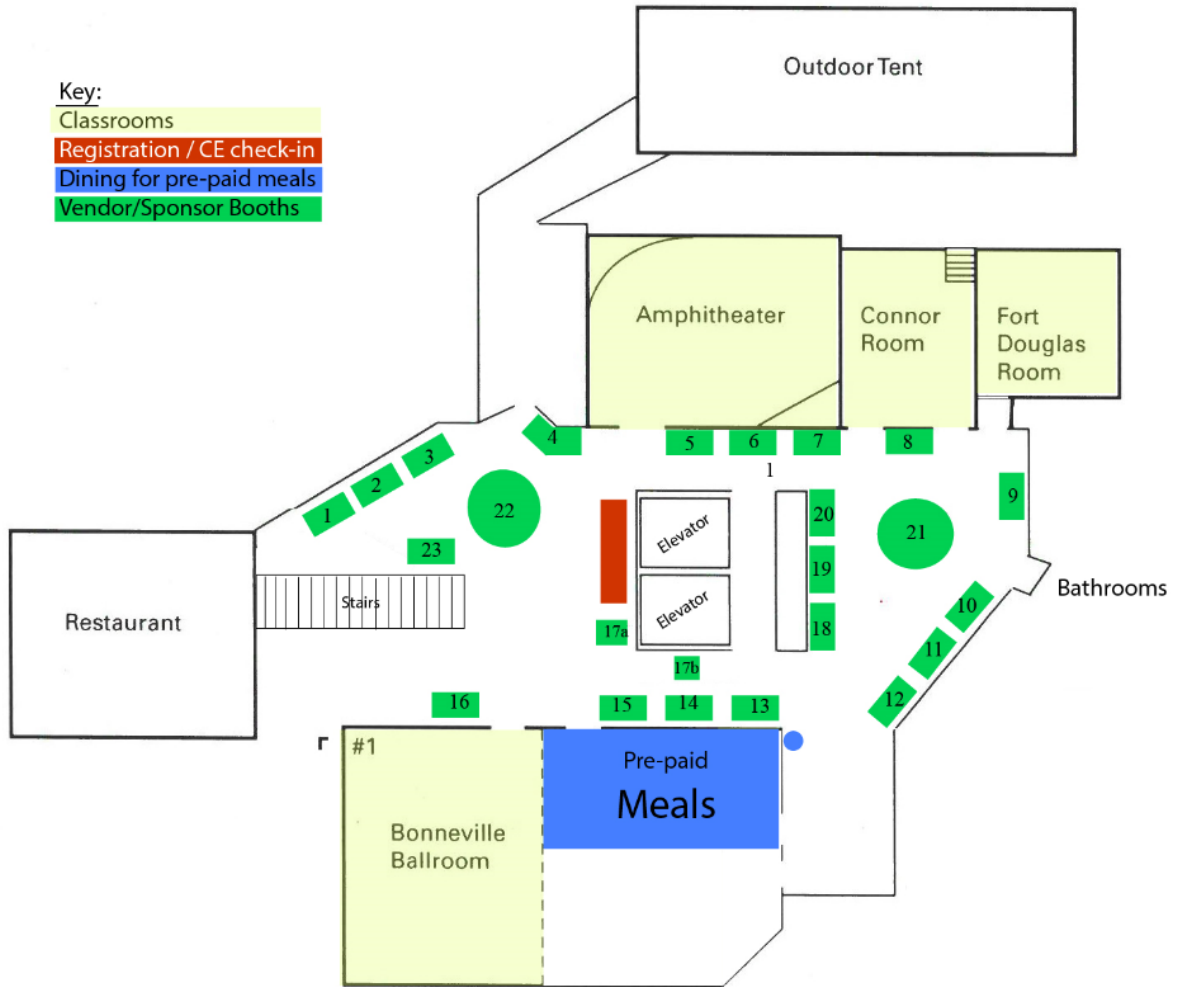 Outdoor Tent
Key:
Classrooms
Registration / CE check-in
Dining for pre-paid meals
Vendor/Sponsor Booths
Amphitheater
Connor
Room
Fort
Douglas
Room
4
5
6
7
8
3
2
1
1
9
22
20
21
Elevator
23
19
Stairs
Elevator
Bathrooms
10
Restaurant
17a
18
11
17b
12
16
15
14
13
#1
Pre-paid
Meals
Bonneville
Ballroom